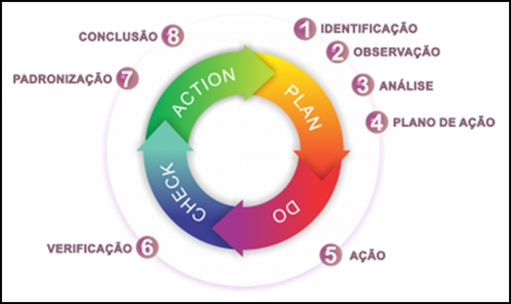 1 IDENTIFICAÇÃO
2 OBSERVAÇÃO
3 ANÁLISE
4 PLANO DE AÇÃO
5 AÇÃO
6 VERIFICAÇÃO
7 PADRONIZAÇÃO
8 CONCLUSÃO
PLAN
DO
CHECK
ACTION